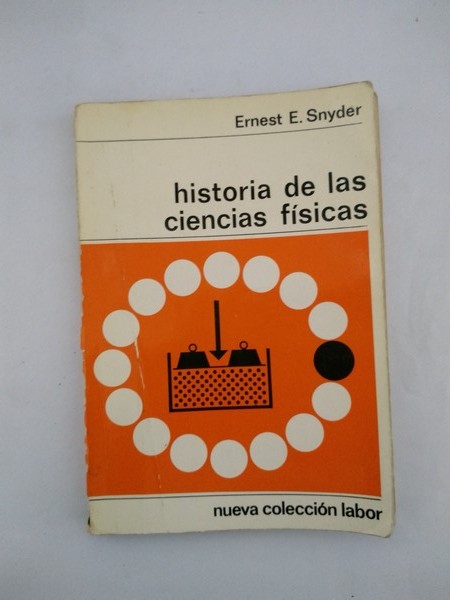 Ernest E. Snyder
historia de las
ciencias físicas
nueva colección labor